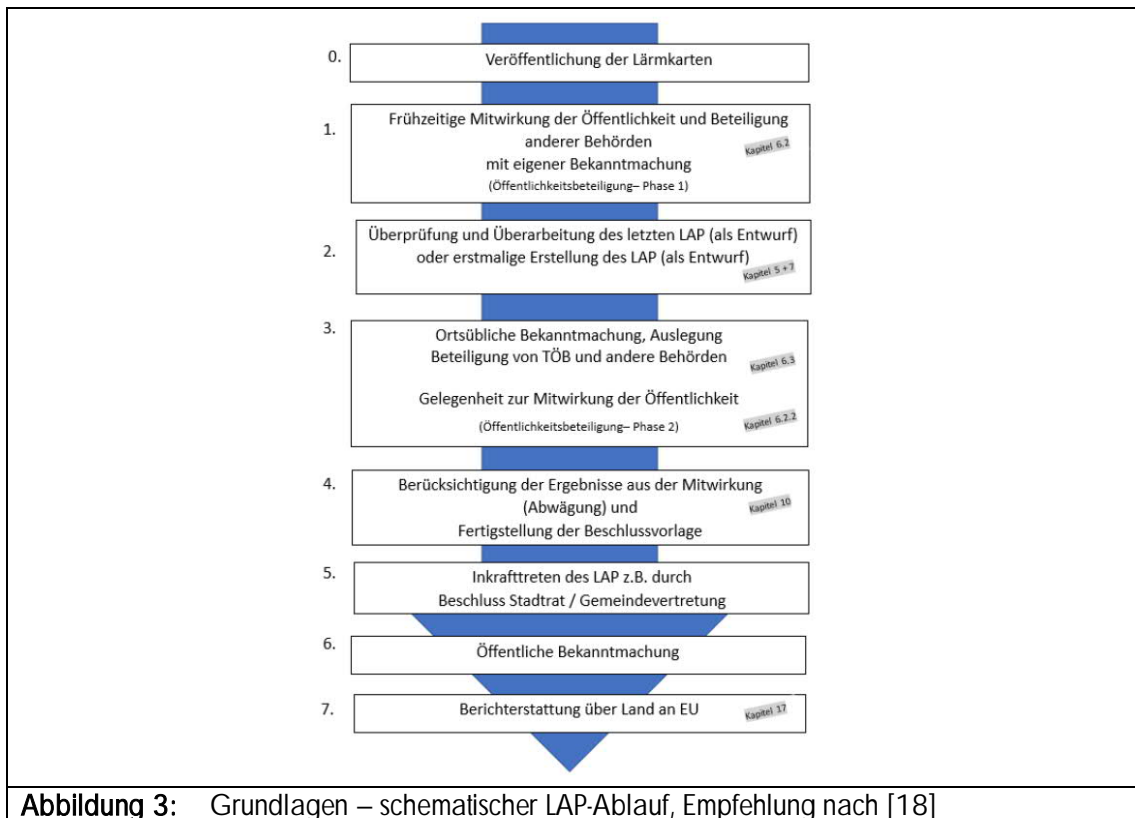 0.
Veröffentlichung der Lärmkarten
1.
Frühzeitige Mitwirkung der Öffentlichkeit und Beteiligung
anderer Behörden
Kapitel 6.2
mit eigener Bekanntmachung
(Öffentlichkeitsbeteiligung– Phase 1)
2.
Überprüfung und Überarbeitung des letzten LAP (als Entwurf)
oder erstmalige Erstellung des LAP (als Entwurf)
Kapitel 5 + 7
3.
Ortsübliche Bekanntmachung, Auslegung
Beteiligung von TÖB und andere Behörden
Kapitel 6.3
Gelegenheit zur Mitwirkung der Öffentlichkeit
(Öffentlichkeitsbeteiligung– Phase 2)
Kapitel 6.2.2
4.
Berücksichtigung der Ergebnisse aus der Mitwirkung
(Abwägung) und
Kapitel 10
Fertigstellung der Beschlussvorlage
5.
Inkrafttreten des LAP z.B. durch
Beschluss Stadtrat / Gemeindevertretung
6.
Öffentliche Bekanntmachung
7.
Berichterstattung über Land an EU
Kapitel 17
Abbildung 3: Grundlagen – schematischer LAP-Ablauf, Empfehlung nach [18]